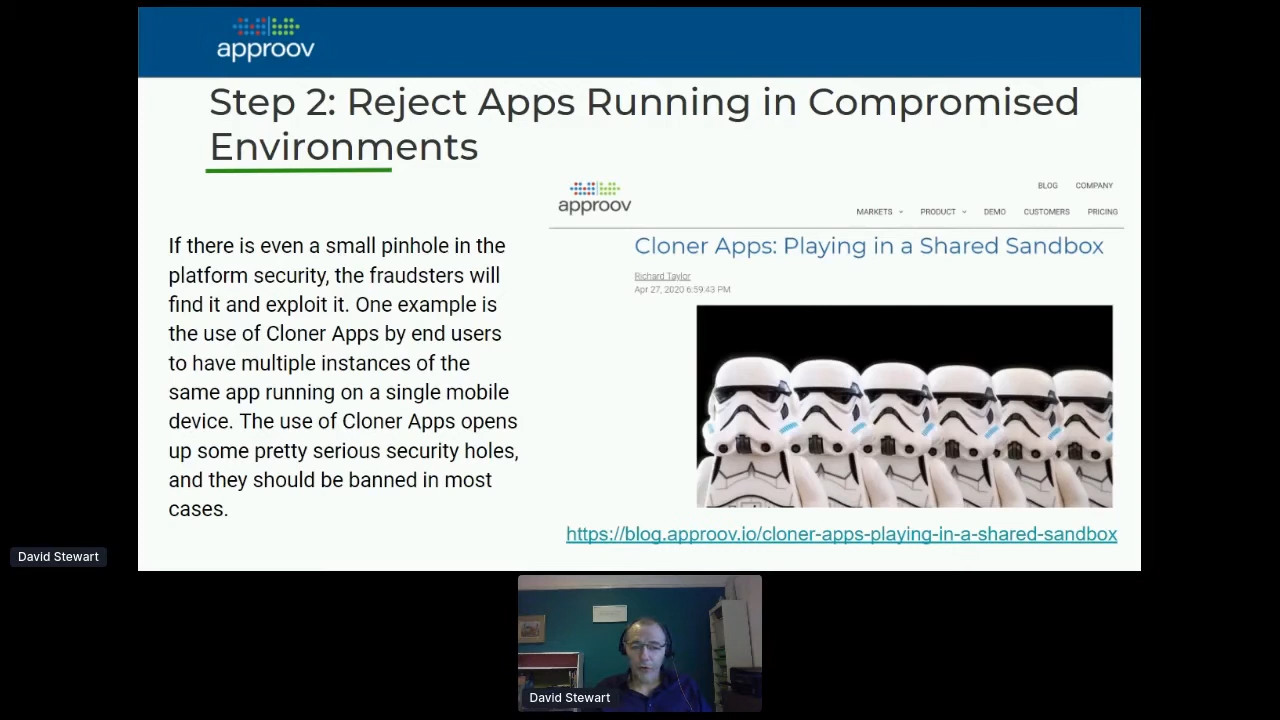 approov
Step 2: Reject Apps Running in Compromised
Environments
approov
BLOG COMPANY
MARKETS PRODUCT DEMO CUSTOMERS PRICING
Cloner Apps: Playing in a Shared Sandbox
Richard Taylor
Apr 27, 2020 6:59:43 PM
If there is even a small pinhole in the
platform security, the fraudsters will
find it and exploit it. One example is
the use of Cloner Apps by end users
to have multiple instances of the
same app running on a single mobile
device. The use of Cloner Apps opens
up some pretty serious security holes,
and they should be banned in most
cases.
https://blog.approov.io/cloner-apps-playing-in-a-shared-sandbox
David Stewart
David Stewart